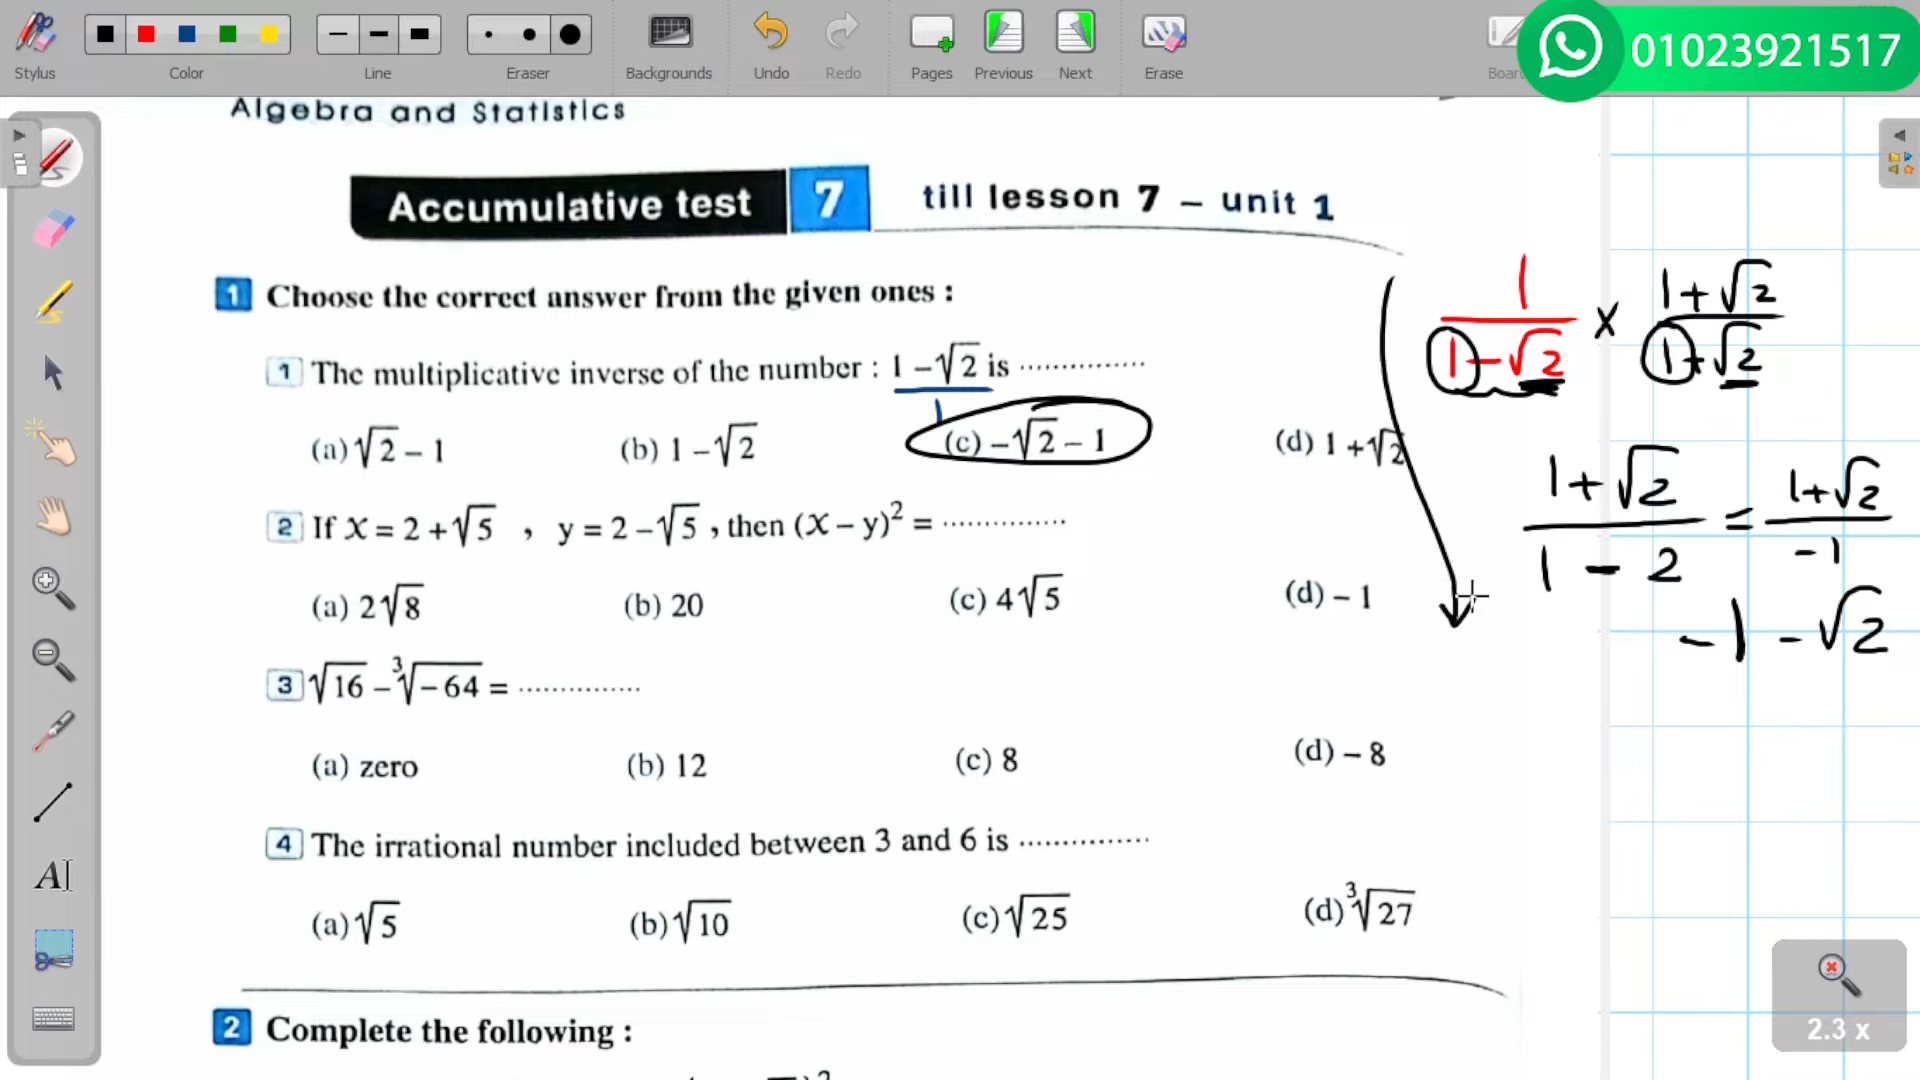 Stylus
Color
Line
Eraser
Backgrounds
Undo
Redo
Pages
Previous
Next
Erase
01023921517
Algebra and Statistics
Accumulative test 7 till lesson 7 – unit 1
1 Choose the correct answer from the given ones :
1 The multiplicative inverse of the number : 1 – √2 is ..............
1
(a) √2 – 1 (b) 1 – √2 (c) – √2 – 1 (d) 1 + √2
2 If X = 2 + √5 , y = 2 – √5 , then (X – y)² = ..............
(a) 2√8 (b) 20 (c) 4√5 (d) – 1
3 √16 – ³√–64 = ..............
(a) zero (b) 12 (c) 8 (d) – 8
4 The irrational number included between 3 and 6 is ..............
(a) √5 (b) √10 (c) √25 (d) ³√27
2 Complete the following :
1 / (1 – √2) × (1 + √2) / (1 + √2)
(1 + √2) / (1 – 2) = (1 + √2) / –1
–1 – √2
2.3 x